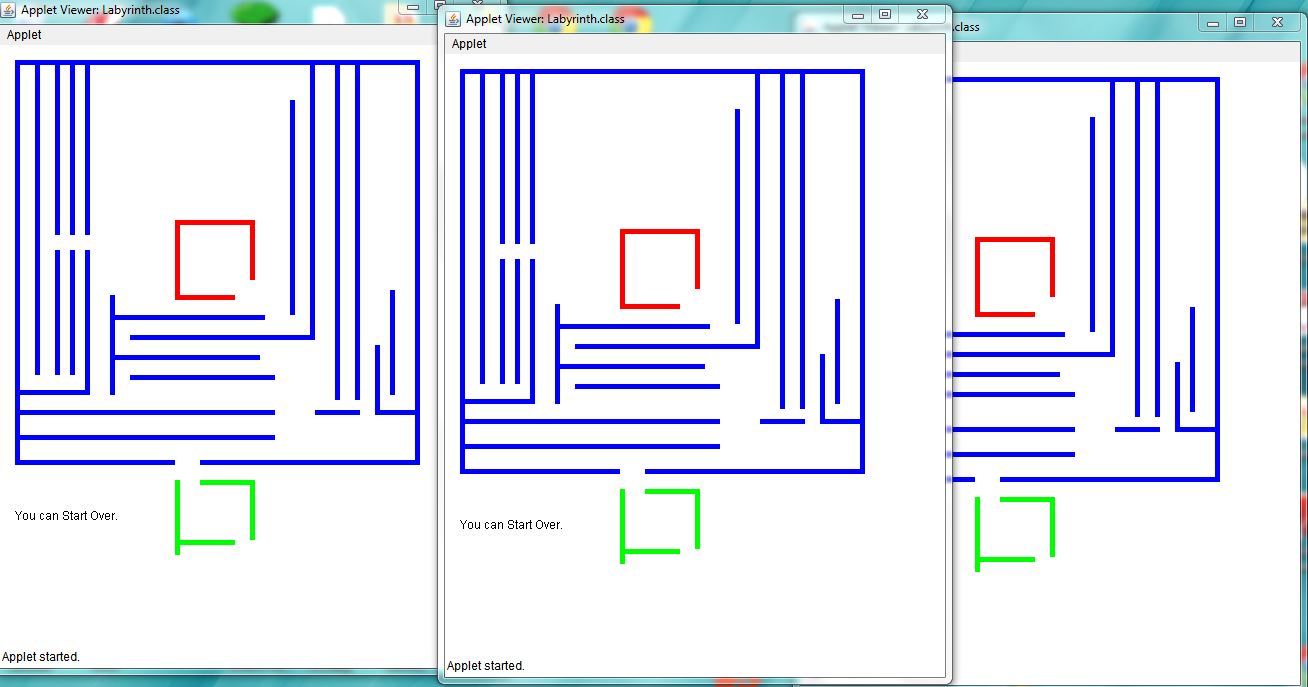 Applet Viewer: Labyrinth.class
Applet
You can Start Over.
Applet started.
Applet Viewer: Labyrinth.class
Applet
You can Start Over.
Applet started.
.class